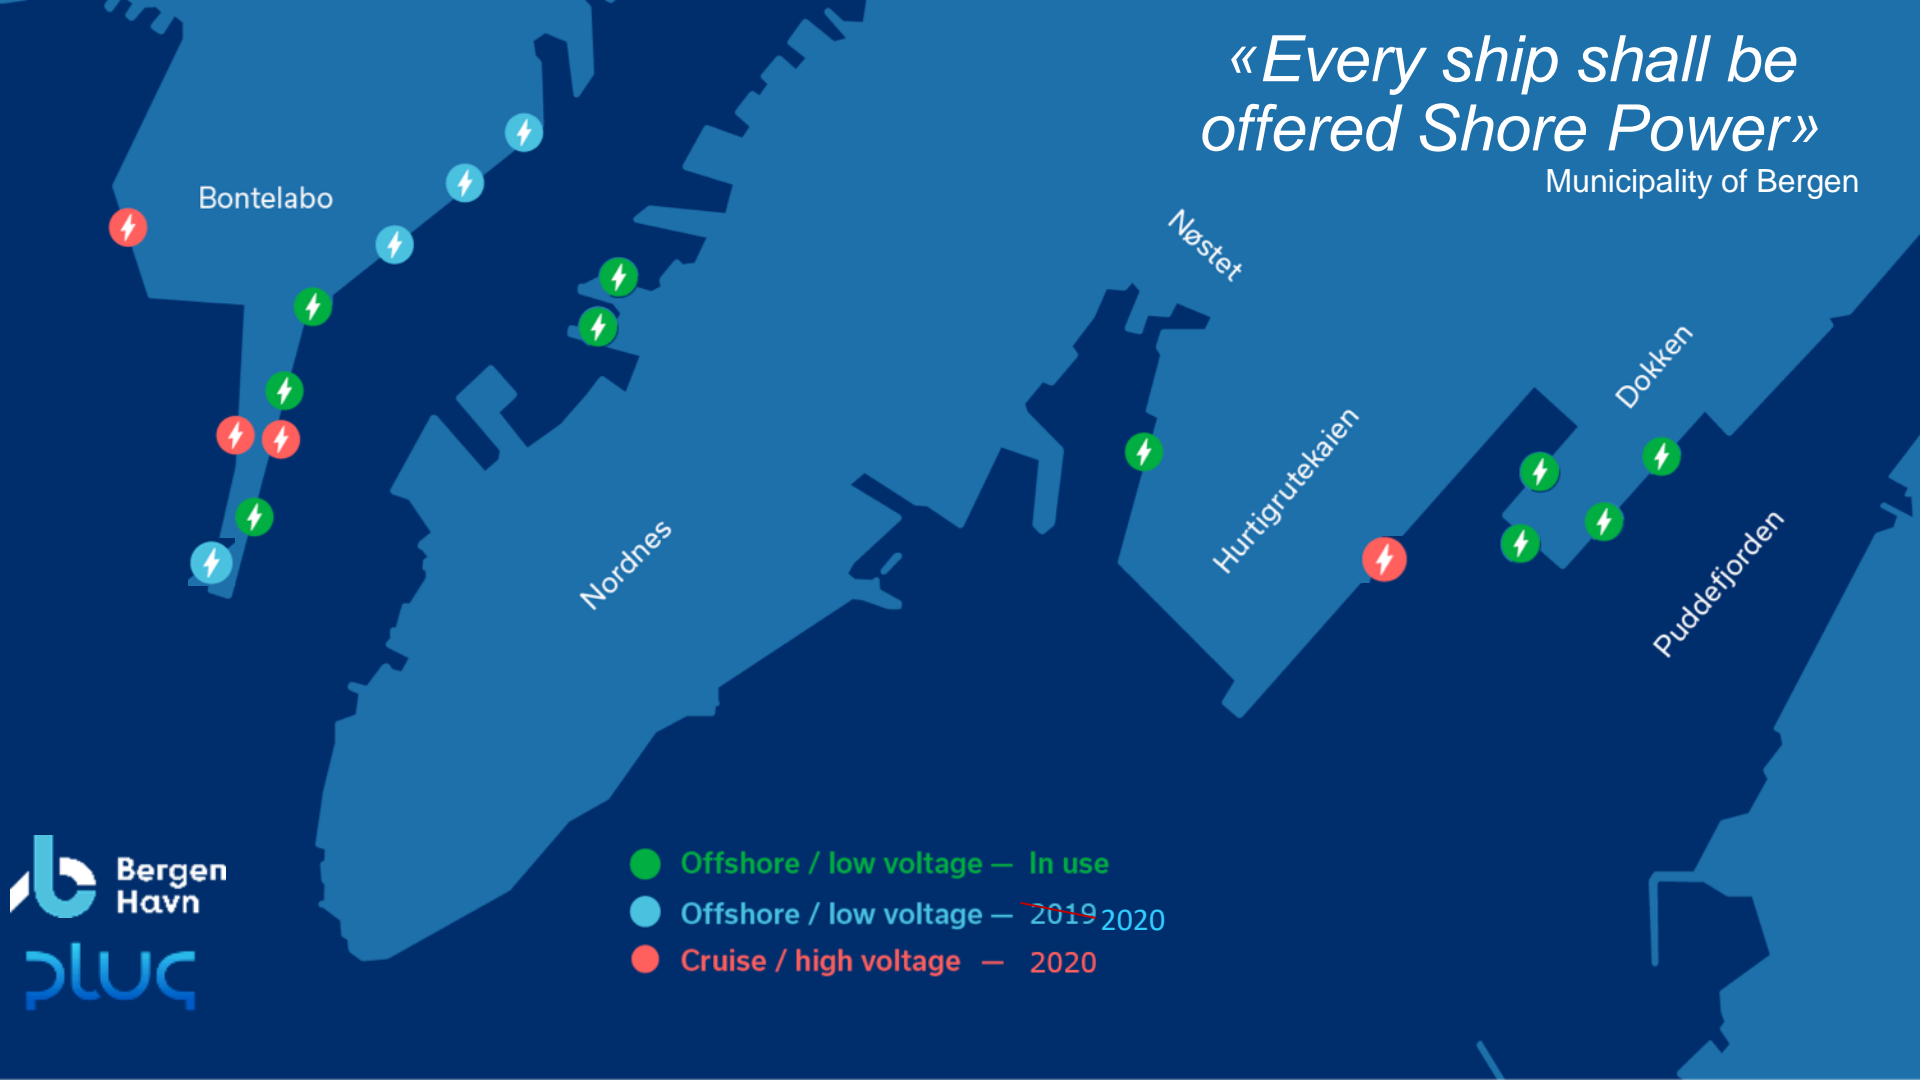 «Every ship shall be
offered Shore Power»
Municipality of Bergen
Bontelabo
Nøstet
Dokken
Hurtigrutekaien
Nordnes
Puddefjorden
Offshore / low voltage — In use
Offshore / low voltage — 2019 2020
Cruise / high voltage — 2020
Bergen
Havn
plug